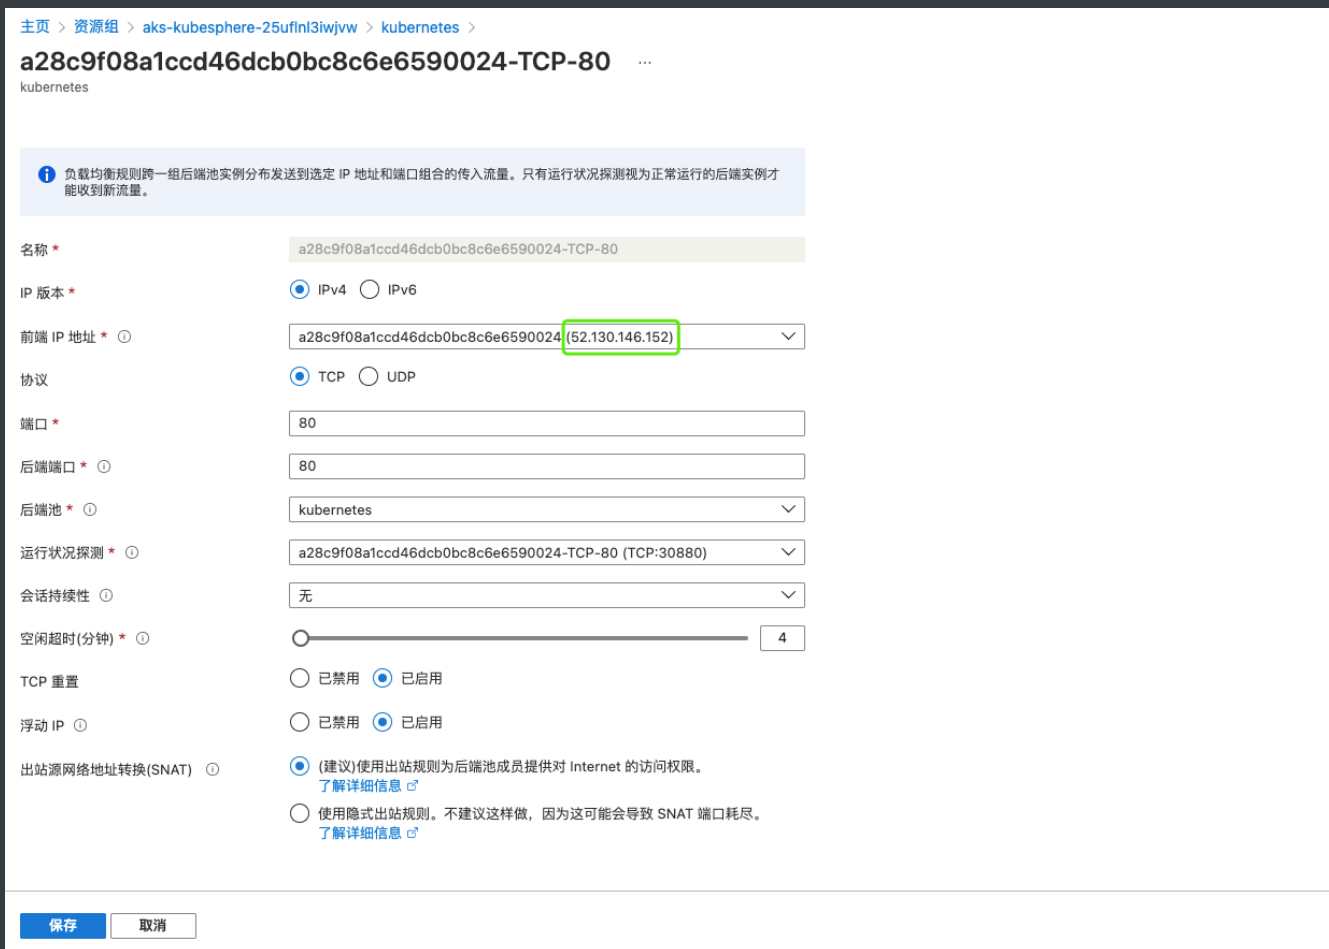 主页 > 资源组 > aks-kubesphere-25uflnl3iwjvw > kubernetes >
a28c9f08a1ccd46dcb0bc8c6e6590024-TCP-80 ...
kubernetes
负载均衡规则跨一组后端池实例分布发送到选定 IP 地址和端口组合的传入流量。只有运行状况探测视为正常运行的后端实例才
能收到新流量。
名称 * a28c9f08a1ccd46dcb0bc8c6e6590024-TCP-80
IP 版本 * IPv4 IPv6
前端 IP 地址 * a28c9f08a1ccd46dcb0bc8c6e6590024 (52.130.146.152)
协议 TCP UDP
端口 * 80
后端端口 * 80
后端池 * kubernetes
运行状况探测 * a28c9f08a1ccd46dcb0bc8c6e6590024-TCP-80 (TCP:30880)
会话持续性 无
空闲超时(分钟) * 4
TCP 重置 已禁用 已启用
浮动 IP 已禁用 已启用
出站源网络地址转换(SNAT) (建议)使用出站规则为后端池成员提供对 Internet 的访问权限。
了解详细信息
使用隐式出站规则。不建议这样做，因为这可能会导致 SNAT 端口耗尽。
了解详细信息
保存 取消